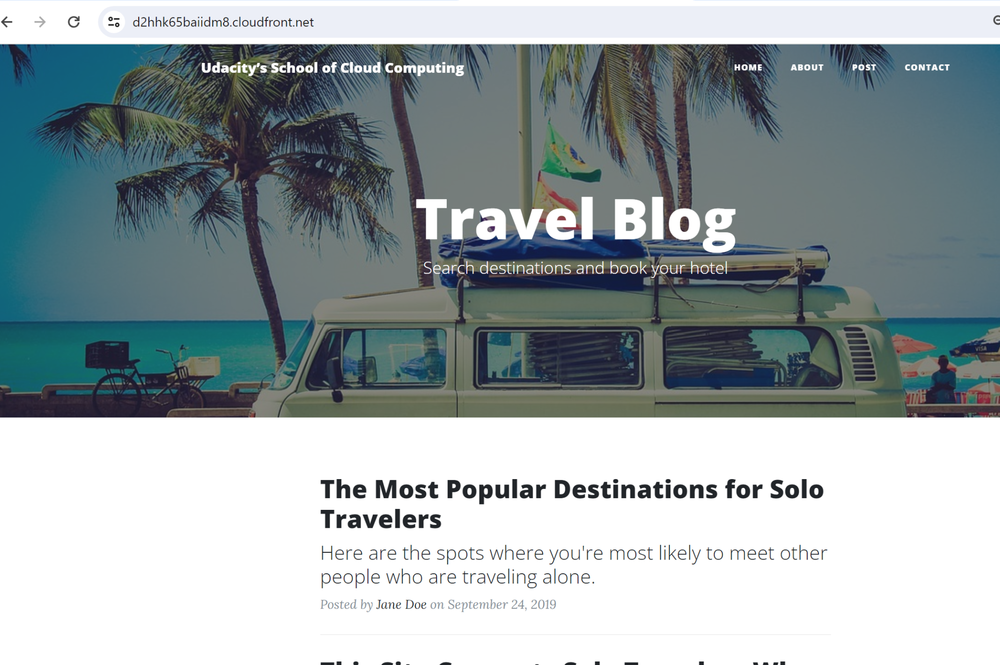 d2hhk65baiidm8.cloudfront.net
Udacity’s School of Cloud Computing
HOME ABOUT POST CONTACT
Travel Blog
Search destinations and book your hotel
VISA
The Most Popular Destinations for Solo
Travelers
Here are the spots where you're most likely to meet other
people who are traveling alone.
Posted by Jane Doe on September 24, 2019